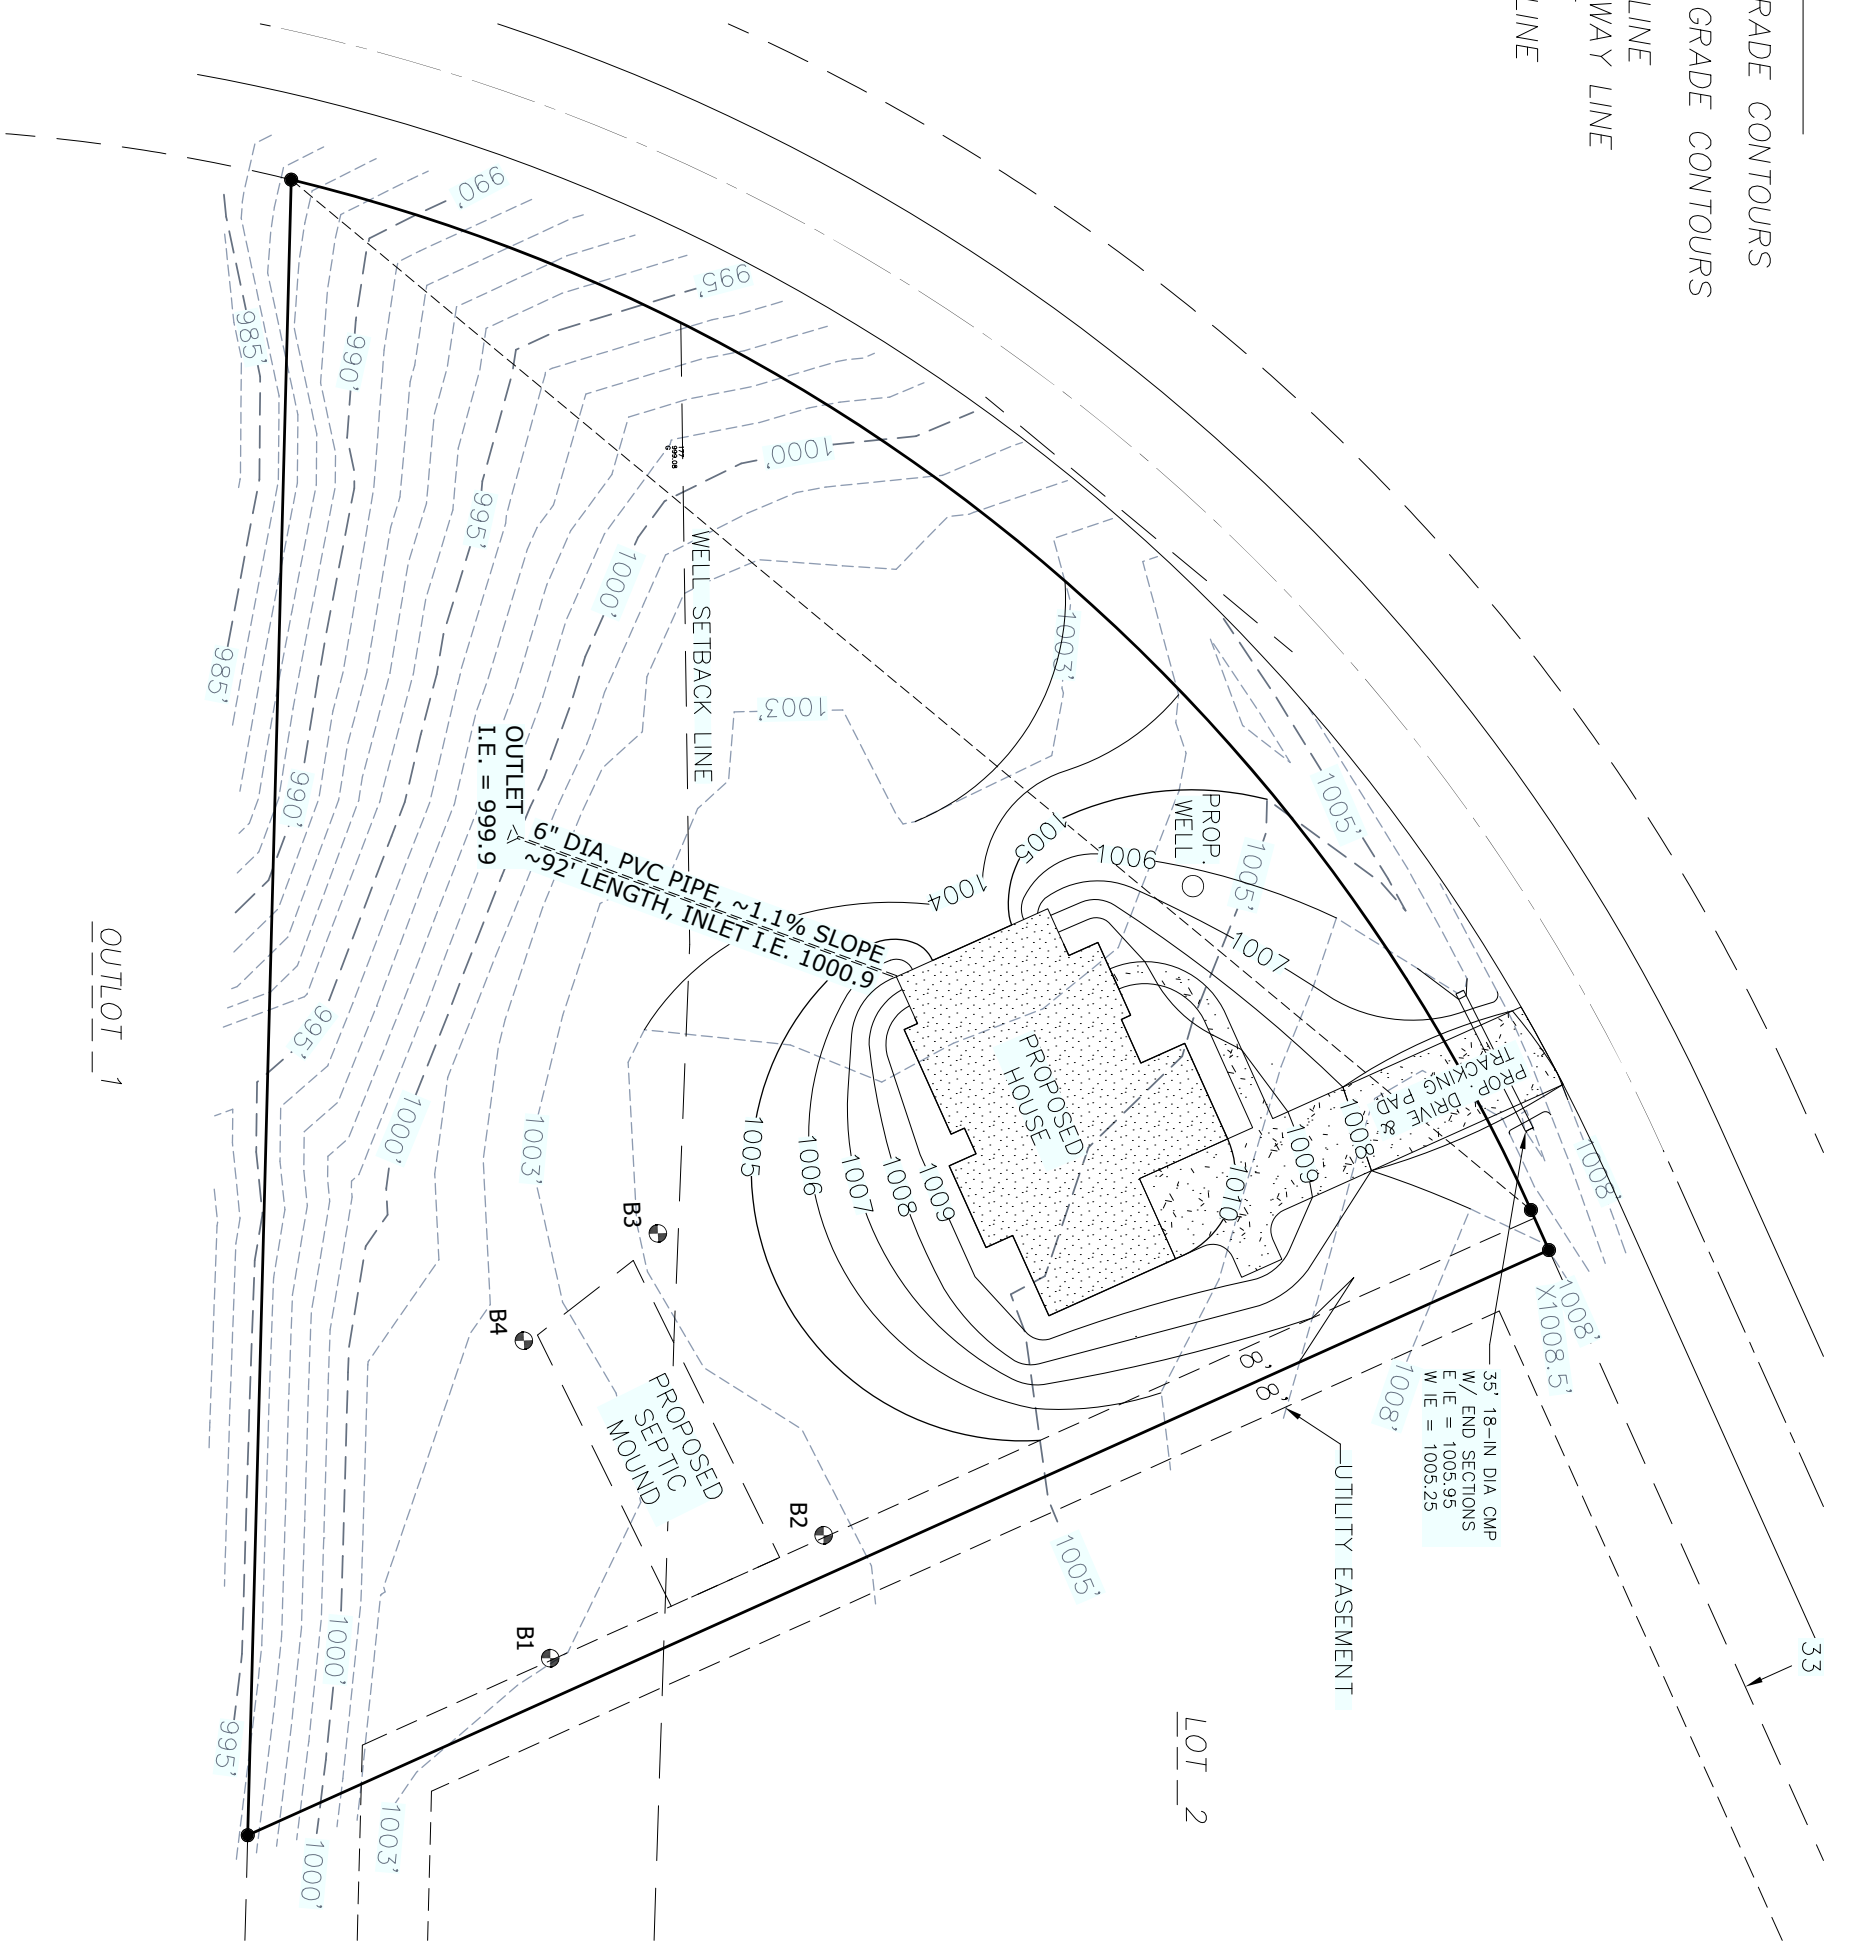 RADE CONTOURS
GRADE CONTOURS
LINE
WAY LINE
LINE
33
990'
995'
1000'
985'
990'
995'
1000'
985'
990'
995'
1000'
1003'
1003'
1003'
1005'
1005'
1008'
1008'
X1008.5'
1008'
1005'
1003'
1000'
1000'
995'
177
999.08
G
WELL SETBACK LINE
OUTLET
I.E. = 999.9
6" DIA. PVC PIPE, ~1.1% SLOPE
~92' LENGTH, INLET I.E. 1000.9
PROP.
WELL
1004
1005
1006
1007
1008
1009
1010
1005
1006
1007
1008
1009
PROPOSED
HOUSE
PROP. DRIVE &
TRACKING PAD
35' 18-IN DIA CMP
W/ END SECTIONS
E IE = 1005.95
W IE = 1005.25
8'
8'
UTILITY EASEMENT
B3
B4
B2
B1
PROPOSED
SEPTIC
MOUND
LOT 2
OUTLOT 1